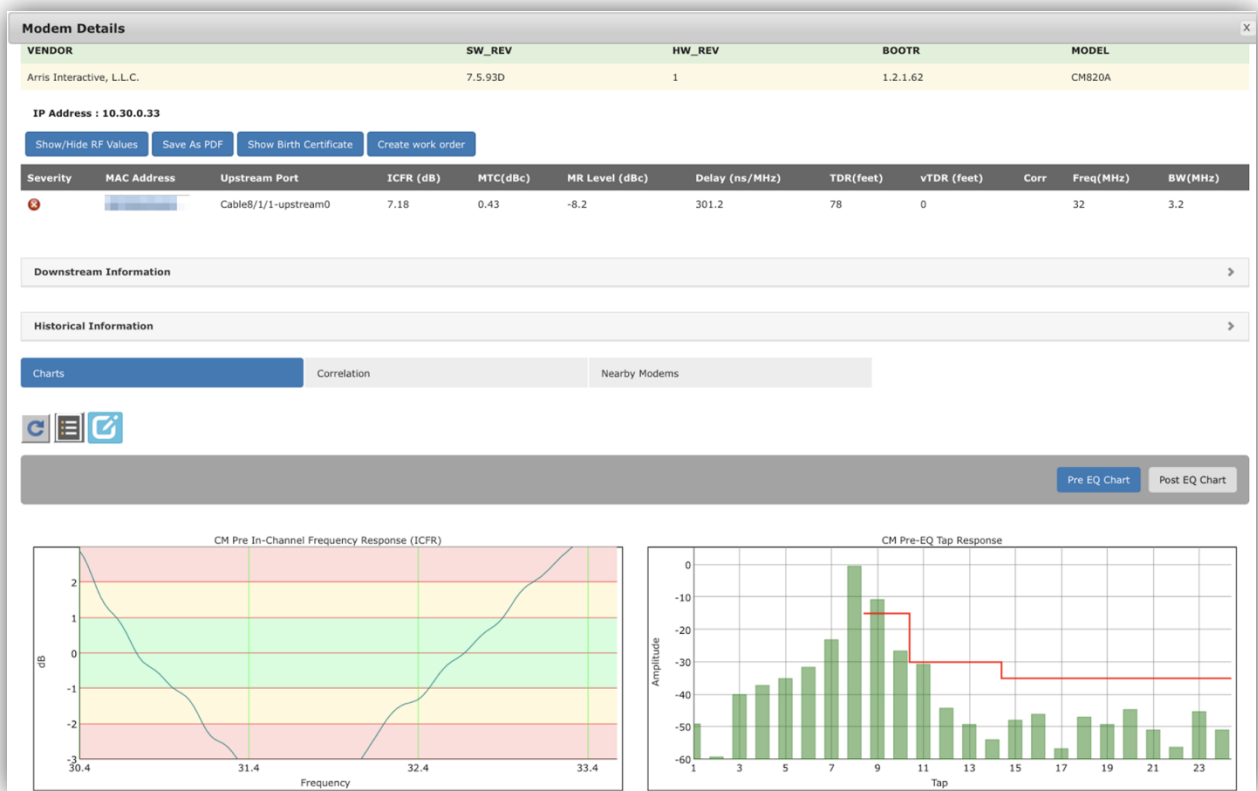 Modem Details
X
VENDOR SW_REV HW_REV BOOTR MODEL
Arris Interactive, L.L.C. 7.5.93D 1 1.2.1.62 CM820A
IP Address : 10.30.0.33
Show/Hide RF Values Save As PDF Show Birth Certificate Create work order
Severity MAC Address Upstream Port ICFR (dB) MTC(dBc) MR Level (dBc) Delay (ns/MHz) TDR(feet) vTDR (feet) Corr Freq(MHz) BW(MHz)
Cable8/1/1-upstream0 7.18 0.43 -8.2 301.2 78 0 32 3.2
Downstream Information
Historical Information
Charts Correlation Nearby Modems
Pre EQ Chart Post EQ Chart
CM Pre In-Channel Frequency Response (ICFR)
2
1
0
-1
-2
-3
dB
30.4 31.4 32.4 33.4
Frequency
CM Pre-EQ Tap Response
0
-10
-20
-30
-40
-50
-60
Amplitude
1 3 5 7 9 11 13 15 17 19 21 23
Tap